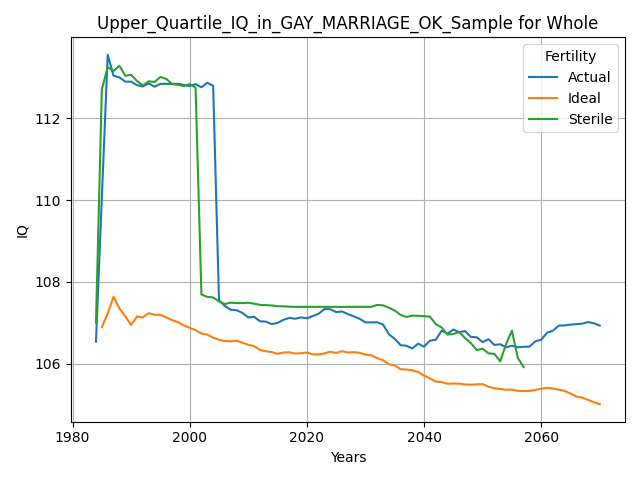 Upper_Quartile_IQ_in_GAY_MARRIAGE_OK_Sample for Whole
Fertility
Actual
Ideal
Sterile
112
110
108
106
IQ
1980
2000
2020
2040
2060
Years